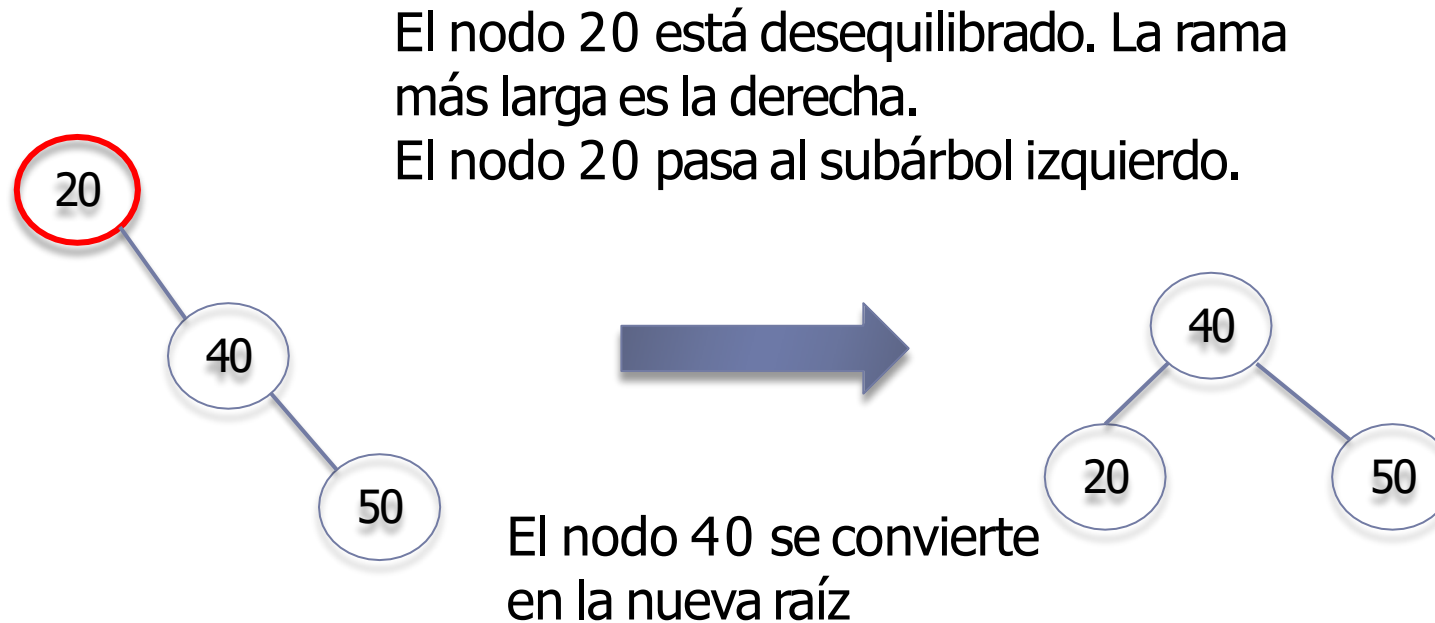 El nodo 20 está desequilibrado. La rama
más larga es la derecha.
El nodo 20 pasa al subárbol izquierdo.
20
40
50
40
20
50
El nodo 40 se convierte
en la nueva raíz